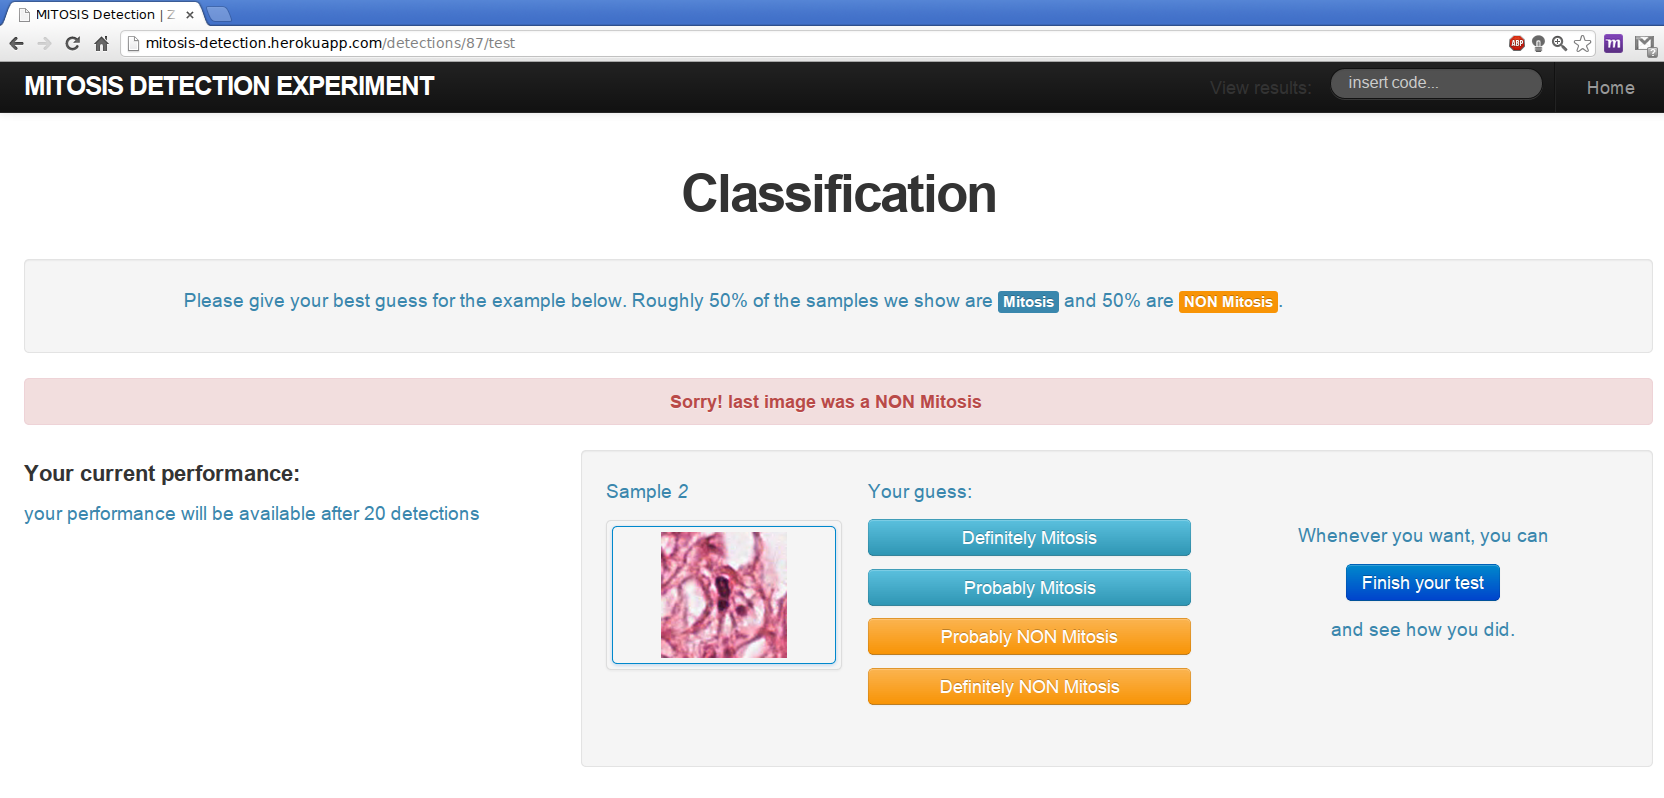 MITOSIS Detection | Z
mitosis-detection.herokuapp.com/detections/87/test
ABP
m
MITOSIS DETECTION EXPERIMENT
View results:
insert code...
Home
Classification
Please give your best guess for the example below. Roughly 50% of the samples we show are Mitosis and 50% are NON Mitosis.
Sorry! last image was a NON Mitosis
Your current performance:
your performance will be available after 20 detections
Sample 2
Your guess:
Definitely Mitosis
Probably Mitosis
Probably NON Mitosis
Definitely NON Mitosis
Whenever you want, you can
Finish your test
and see how you did.